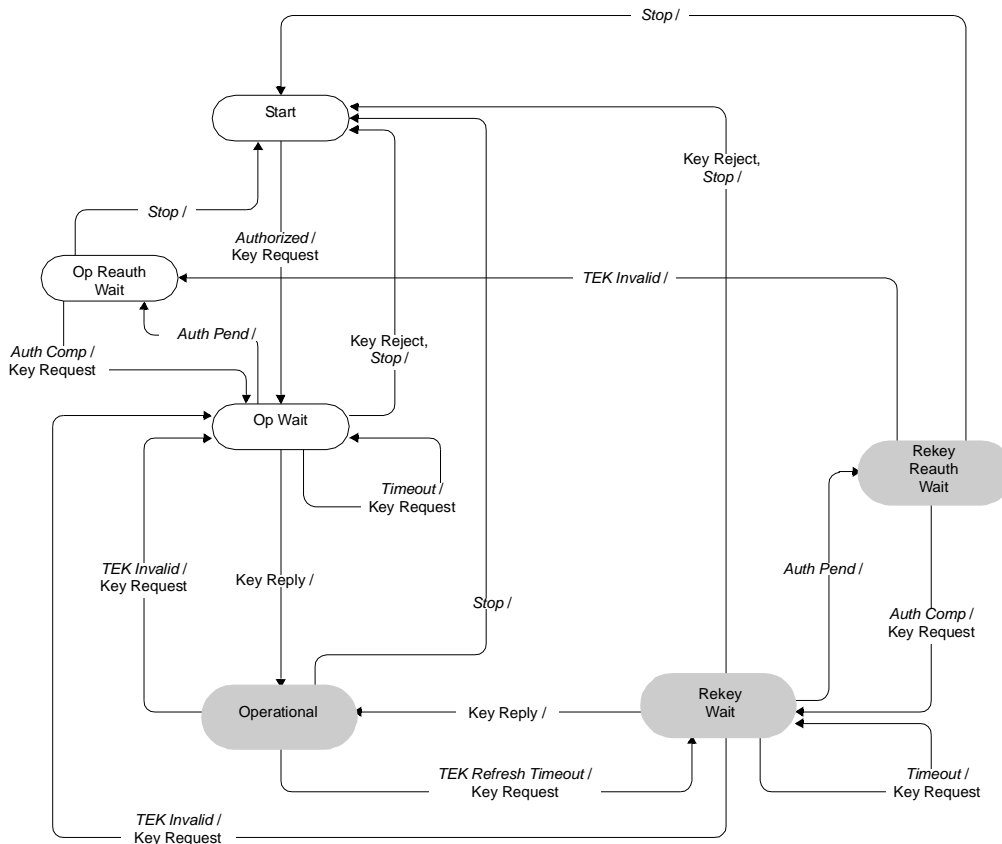 Stop /
Start
Key Reject,
Stop /
Stop /
Authorized /
Key Request
Op Reauth
Wait
TEK Invalid /
Auth Pend /
Key Reject,
Stop /
Auth Comp /
Key Request
Op Wait
Rekey
Reauth
Wait
Timeout /
Key Request
TEK Invalid /
Key Request
Key Reply /
Auth Pend /
Stop /
Auth Comp /
Key Request
Operational
Key Reply /
Rekey
Wait
TEK Refresh Timeout /
Key Request
Timeout /
Key Request
TEK Invalid /
Key Request